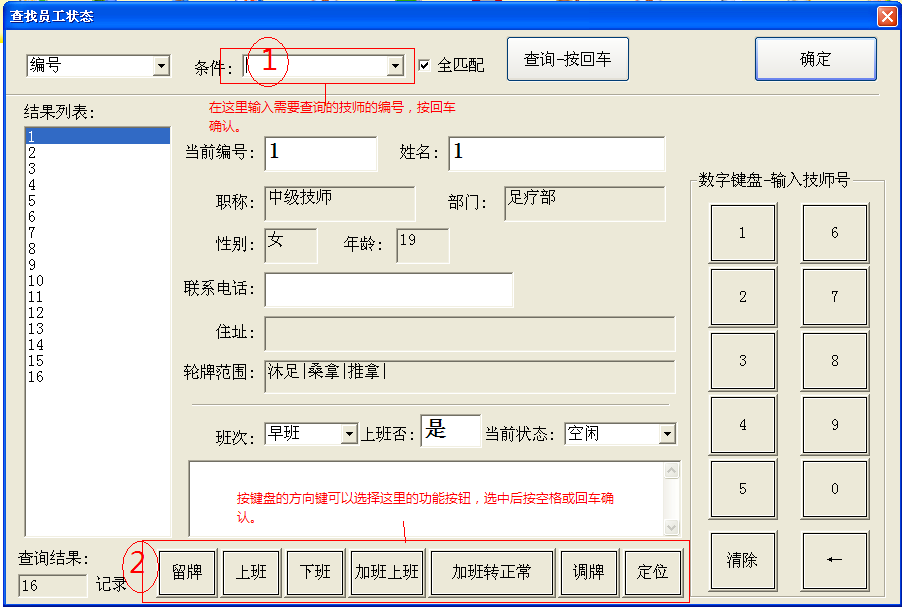 查找员工状态
编号
条件:
1
全匹配
查询-按回车
确定
在这里输入需要查询的技师的编号，按回车
确认。
结果列表:
1
2
3
4
5
6
7
8
9
10
11
12
13
14
15
16
当前编号: 1
姓名: 1
职称: 中级技师
部门: 足疗部
性别: 女
年龄: 19
联系电话:
住址:
轮牌范围: 沐足|桑拿|推拿|
班次: 早班
上班否: 是
当前状态: 空闲
按键盘的方向键可以选择这里的功能按钮，选中后按空格或回车确
认。
数字键盘-输入技师号
1 6
2 7
3 8
4 9
5 0
清除 ←
查询结果:
16 记录
2
留牌 上班 下班 加班上班 加班转正常 调牌 定位